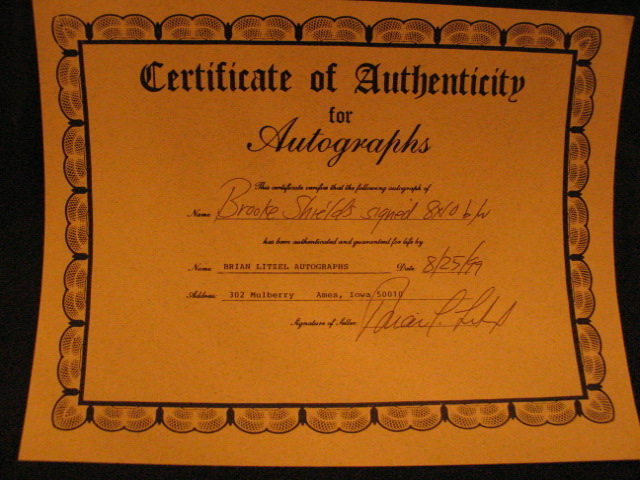 Certificate of Authenticity
for
Autographs
This certificate verifies that the following autograph of
Name: Brooke Shields signed 8x10 b/w
has been authenticated and guaranteed for life by
Name: BRIAN LITZEL AUTOGRAPHS Date: 8/25/99
Address: 302 Mulberry Ames, Iowa 50010
Signature of Seller: